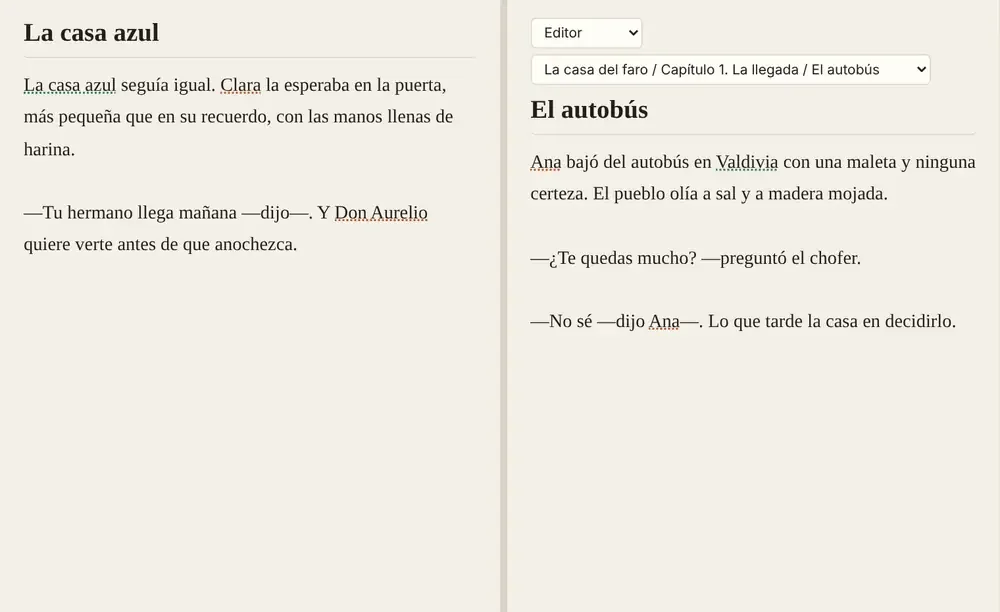 La casa azul
La casa azul seguía igual. Clara la esperaba en la puerta,
más pequeña que en su recuerdo, con las manos llenas de
harina.
—Tu hermano llega mañana —dijo—. Y Don Aurelio
quiere verte antes de que anochezca.
Editor
La casa del faro / Capítulo 1. La llegada / El autobús
El autobús
Ana bajó del autobús en Valdivia con una maleta y ninguna
certeza. El pueblo olía a sal y a madera mojada.
—¿Te quedas mucho? —preguntó el chofer.
—No sé —dijo Ana—. Lo que tarde la casa en decidirlo.